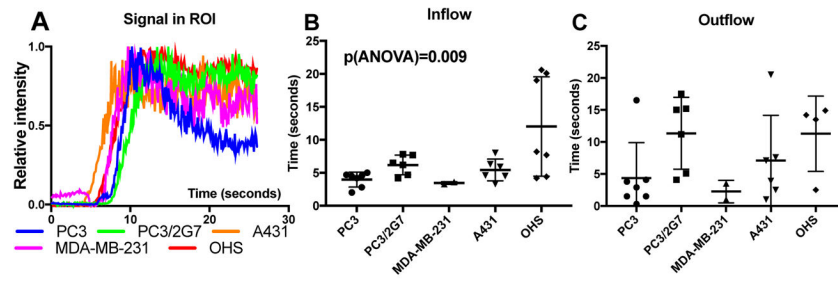 A
Signal in ROI
Relative intensity
1.0
0.5
0.0
Time (seconds)
0
10
20
30
PC3
PC3/2G7
A431
MDA-MB-231
OHS
B
Inflow
p(ANOVA)=0.009
Time (seconds)
25
20
15
10
5
0
PC3
PC3/2G7
MDA-MB-231
A431
OHS
C
Outflow
Time (seconds)
25
20
15
10
5
0
PC3
PC3/2G7
MDA-MB-231
A431
OHS